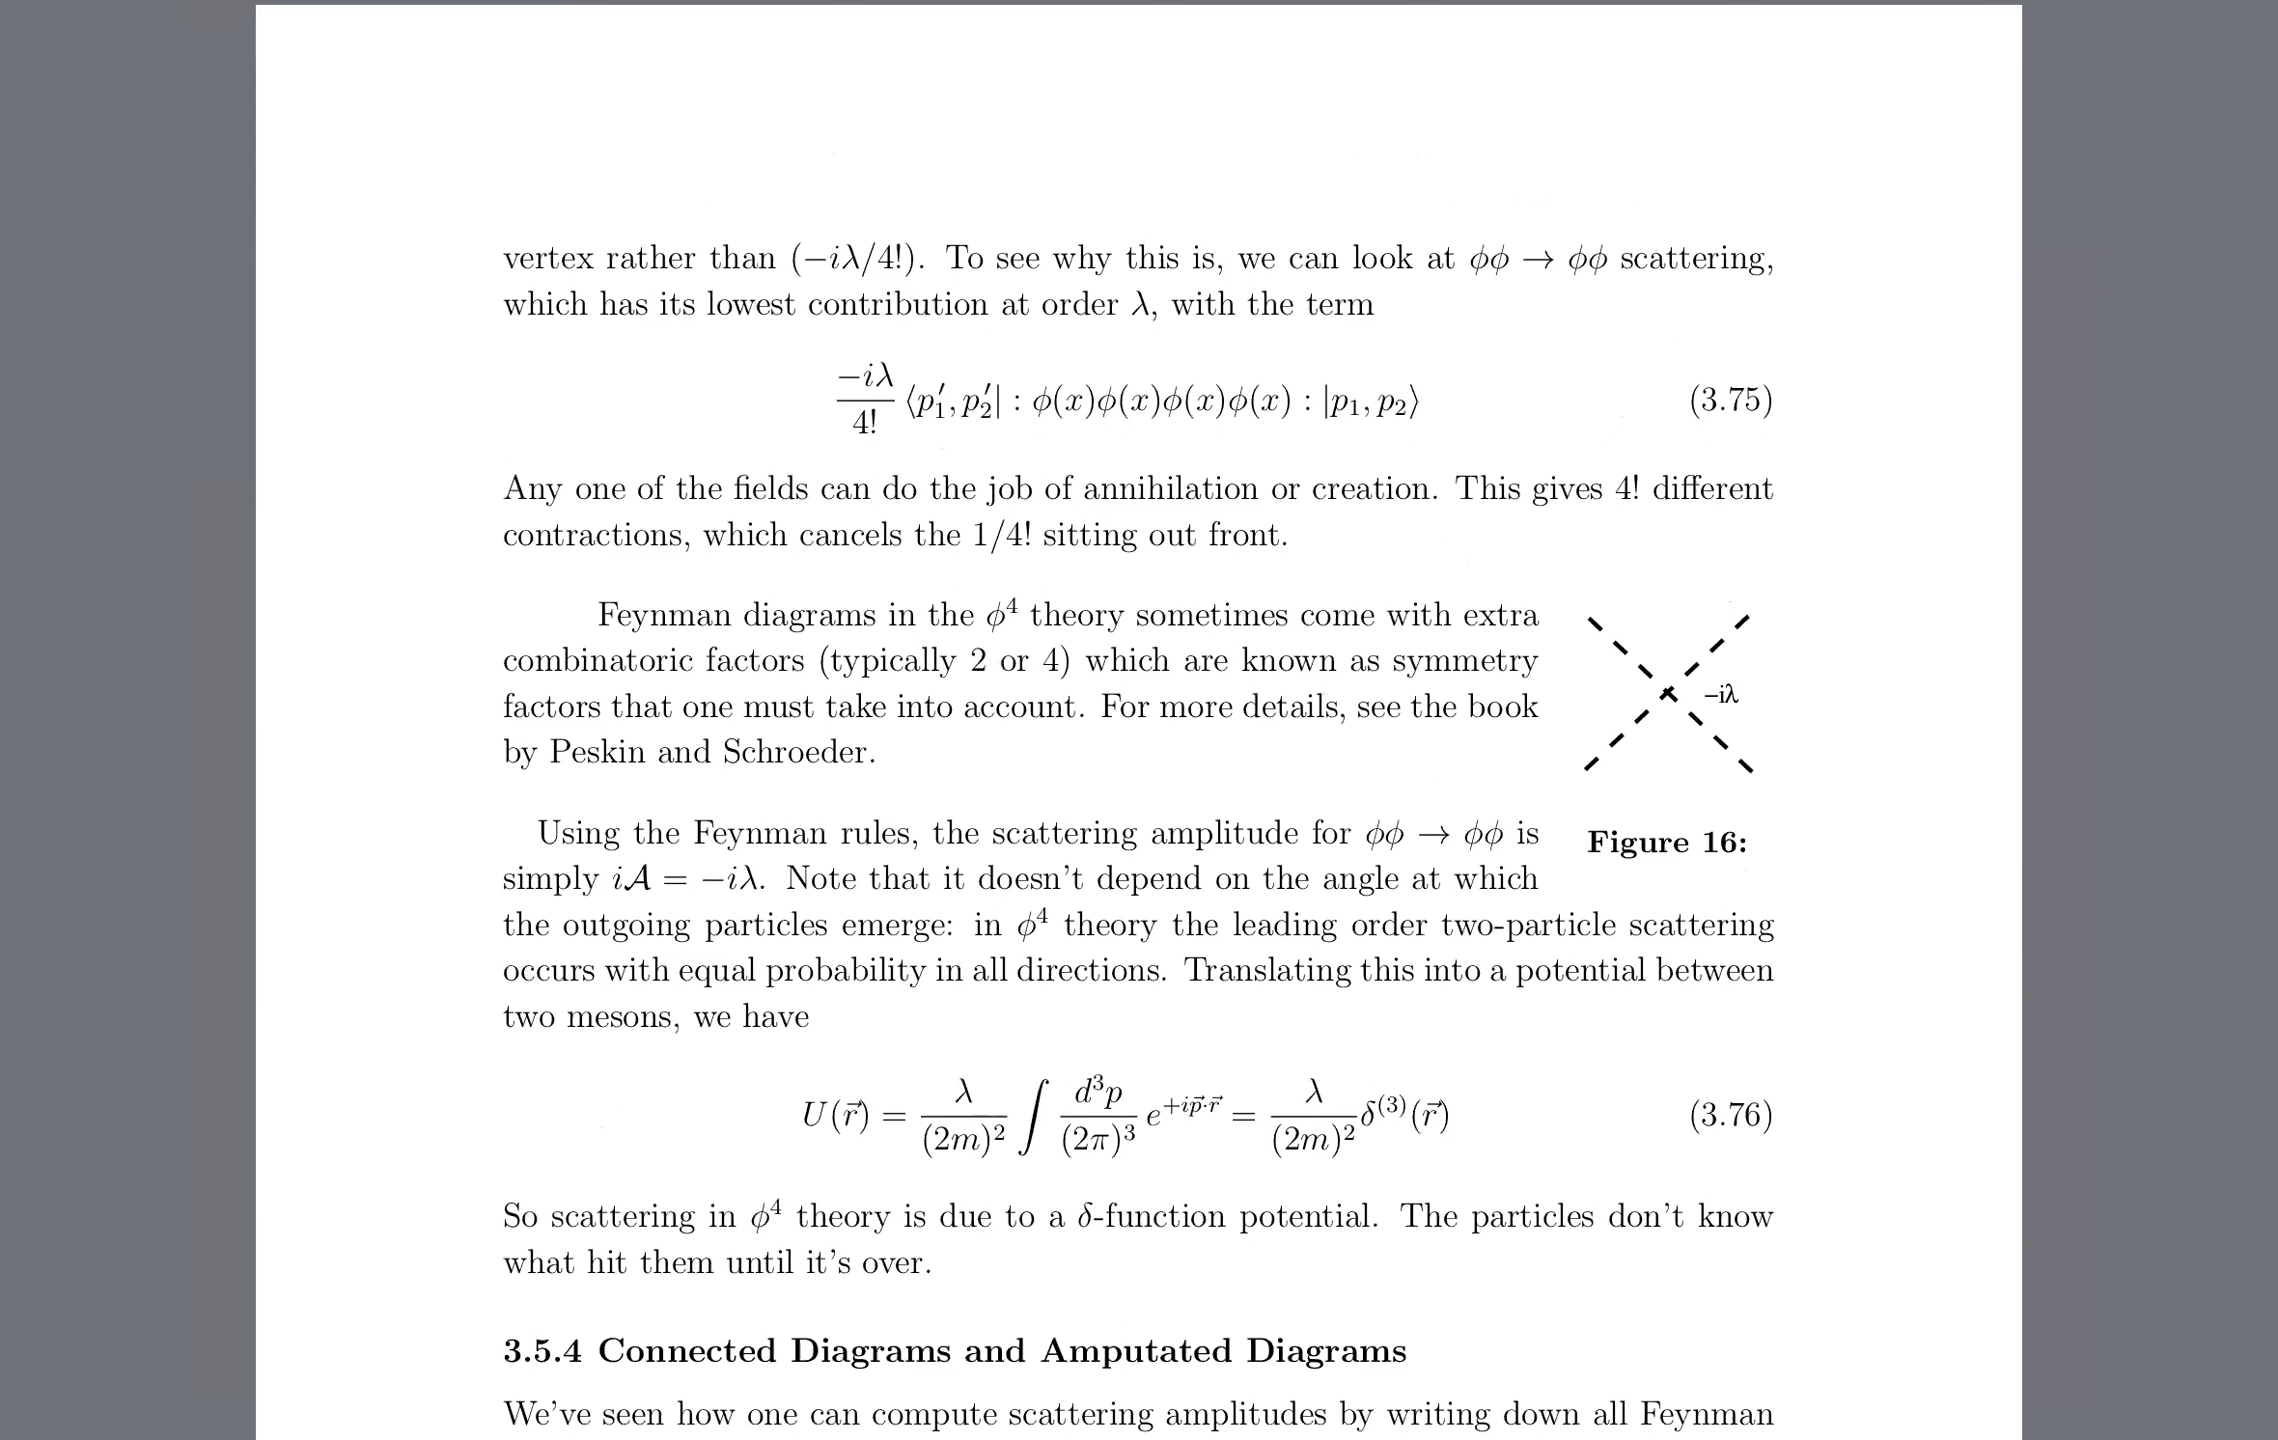 vertex rather than (−iλ/4!). To see why this is, we can look at ϕϕ → ϕϕ scattering,
which has its lowest contribution at order λ, with the term
−iλ/4! ⟨p′₁, p′₂| : ϕ(x)ϕ(x)ϕ(x)ϕ(x) : |p₁, p₂⟩ (3.75)
Any one of the fields can do the job of annihilation or creation. This gives 4! different
contractions, which cancels the 1/4! sitting out front.
Feynman diagrams in the ϕ⁴ theory sometimes come with extra
combinatoric factors (typically 2 or 4) which are known as symmetry
factors that one must take into account. For more details, see the book
by Peskin and Schroeder.
−iλ
Figure 16:
Using the Feynman rules, the scattering amplitude for ϕϕ → ϕϕ is
simply i𝒜 = −iλ. Note that it doesn't depend on the angle at which
the outgoing particles emerge: in ϕ⁴ theory the leading order two-particle scattering
occurs with equal probability in all directions. Translating this into a potential between
two mesons, we have
U(r⃗) = λ/(2m)² ∫ d³p/(2π)³ e^{+ip⃗·r⃗} = λ/(2m)² δ⁽³⁾(r⃗) (3.76)
So scattering in ϕ⁴ theory is due to a δ-function potential. The particles don't know
what hit them until it's over.
3.5.4 Connected Diagrams and Amputated Diagrams
We've seen how one can compute scattering amplitudes by writing down all Feynman